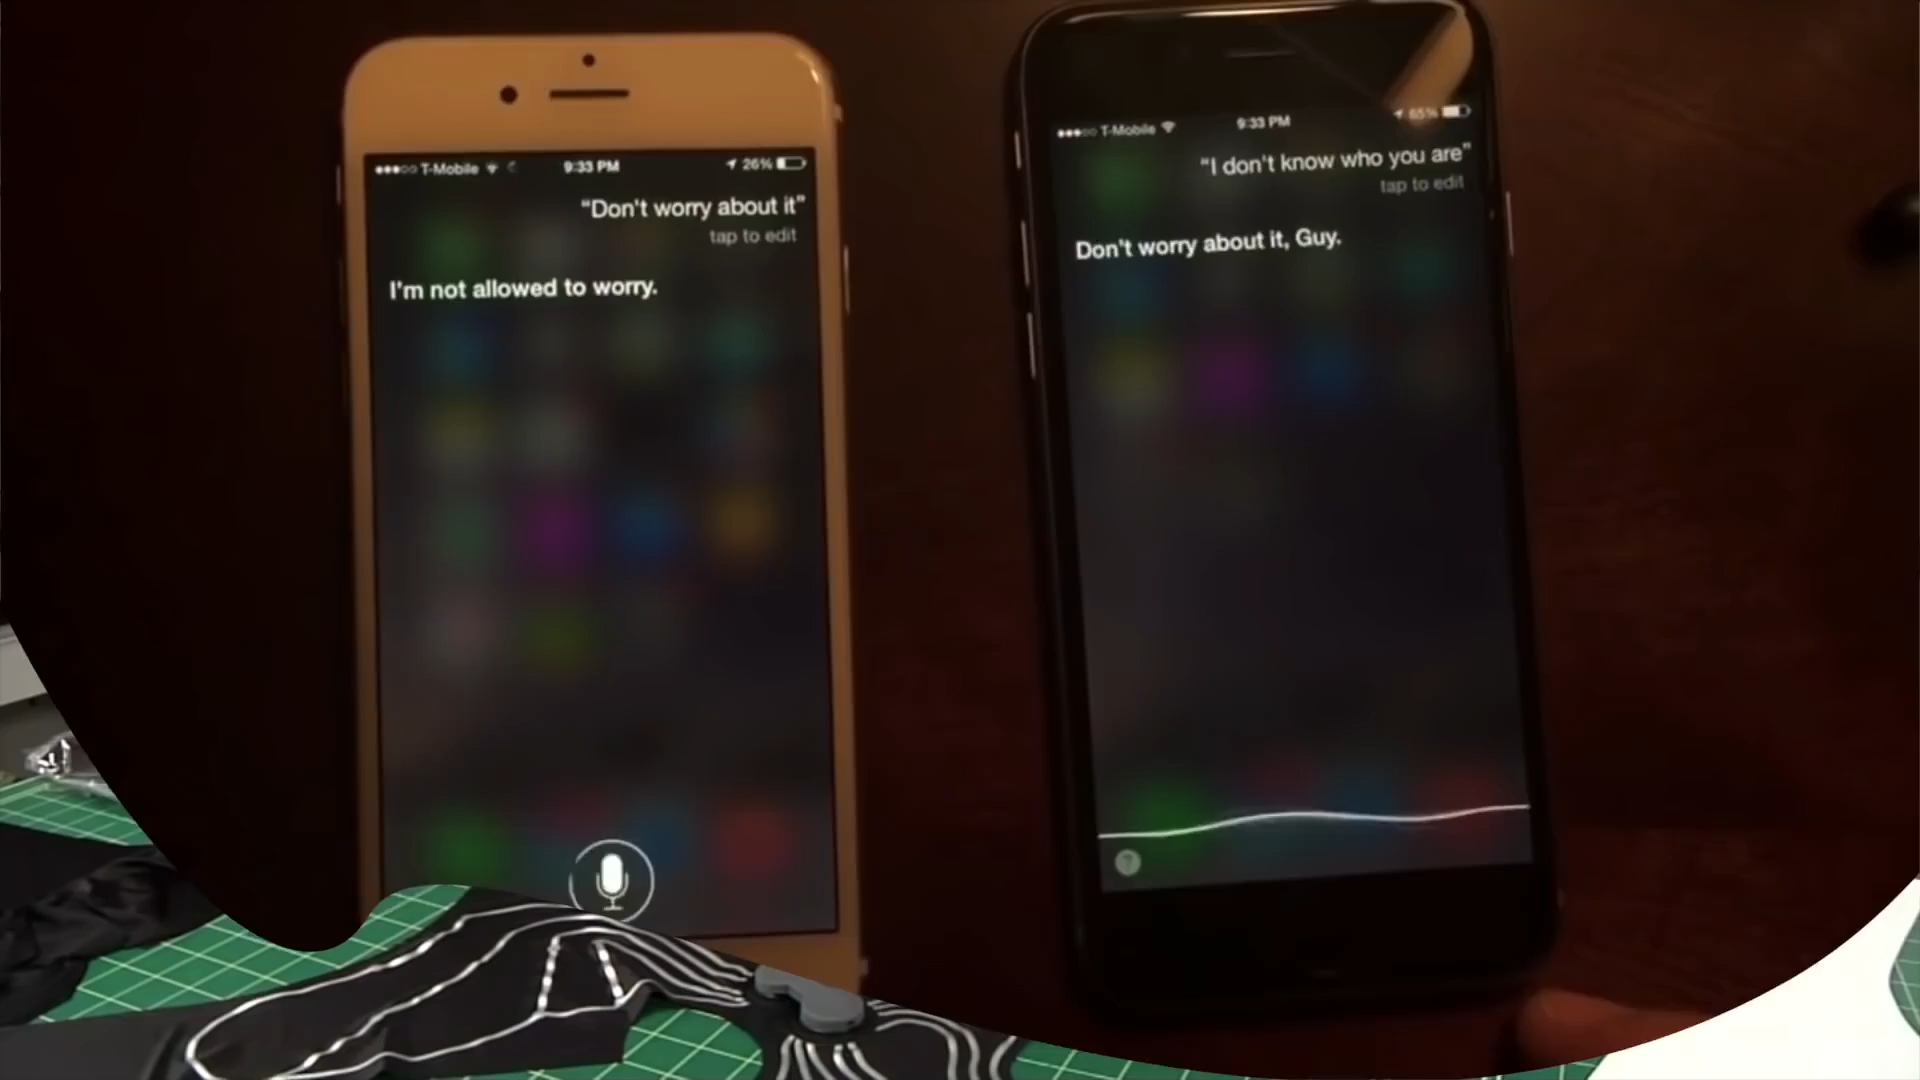 T-Mobile 9:33 PM 26%
“Don't worry about it”
tap to edit
I'm not allowed to worry.
T-Mobile 9:33 PM 65%
“I don't know who you are”
tap to edit
Don't worry about it, Guy.
?